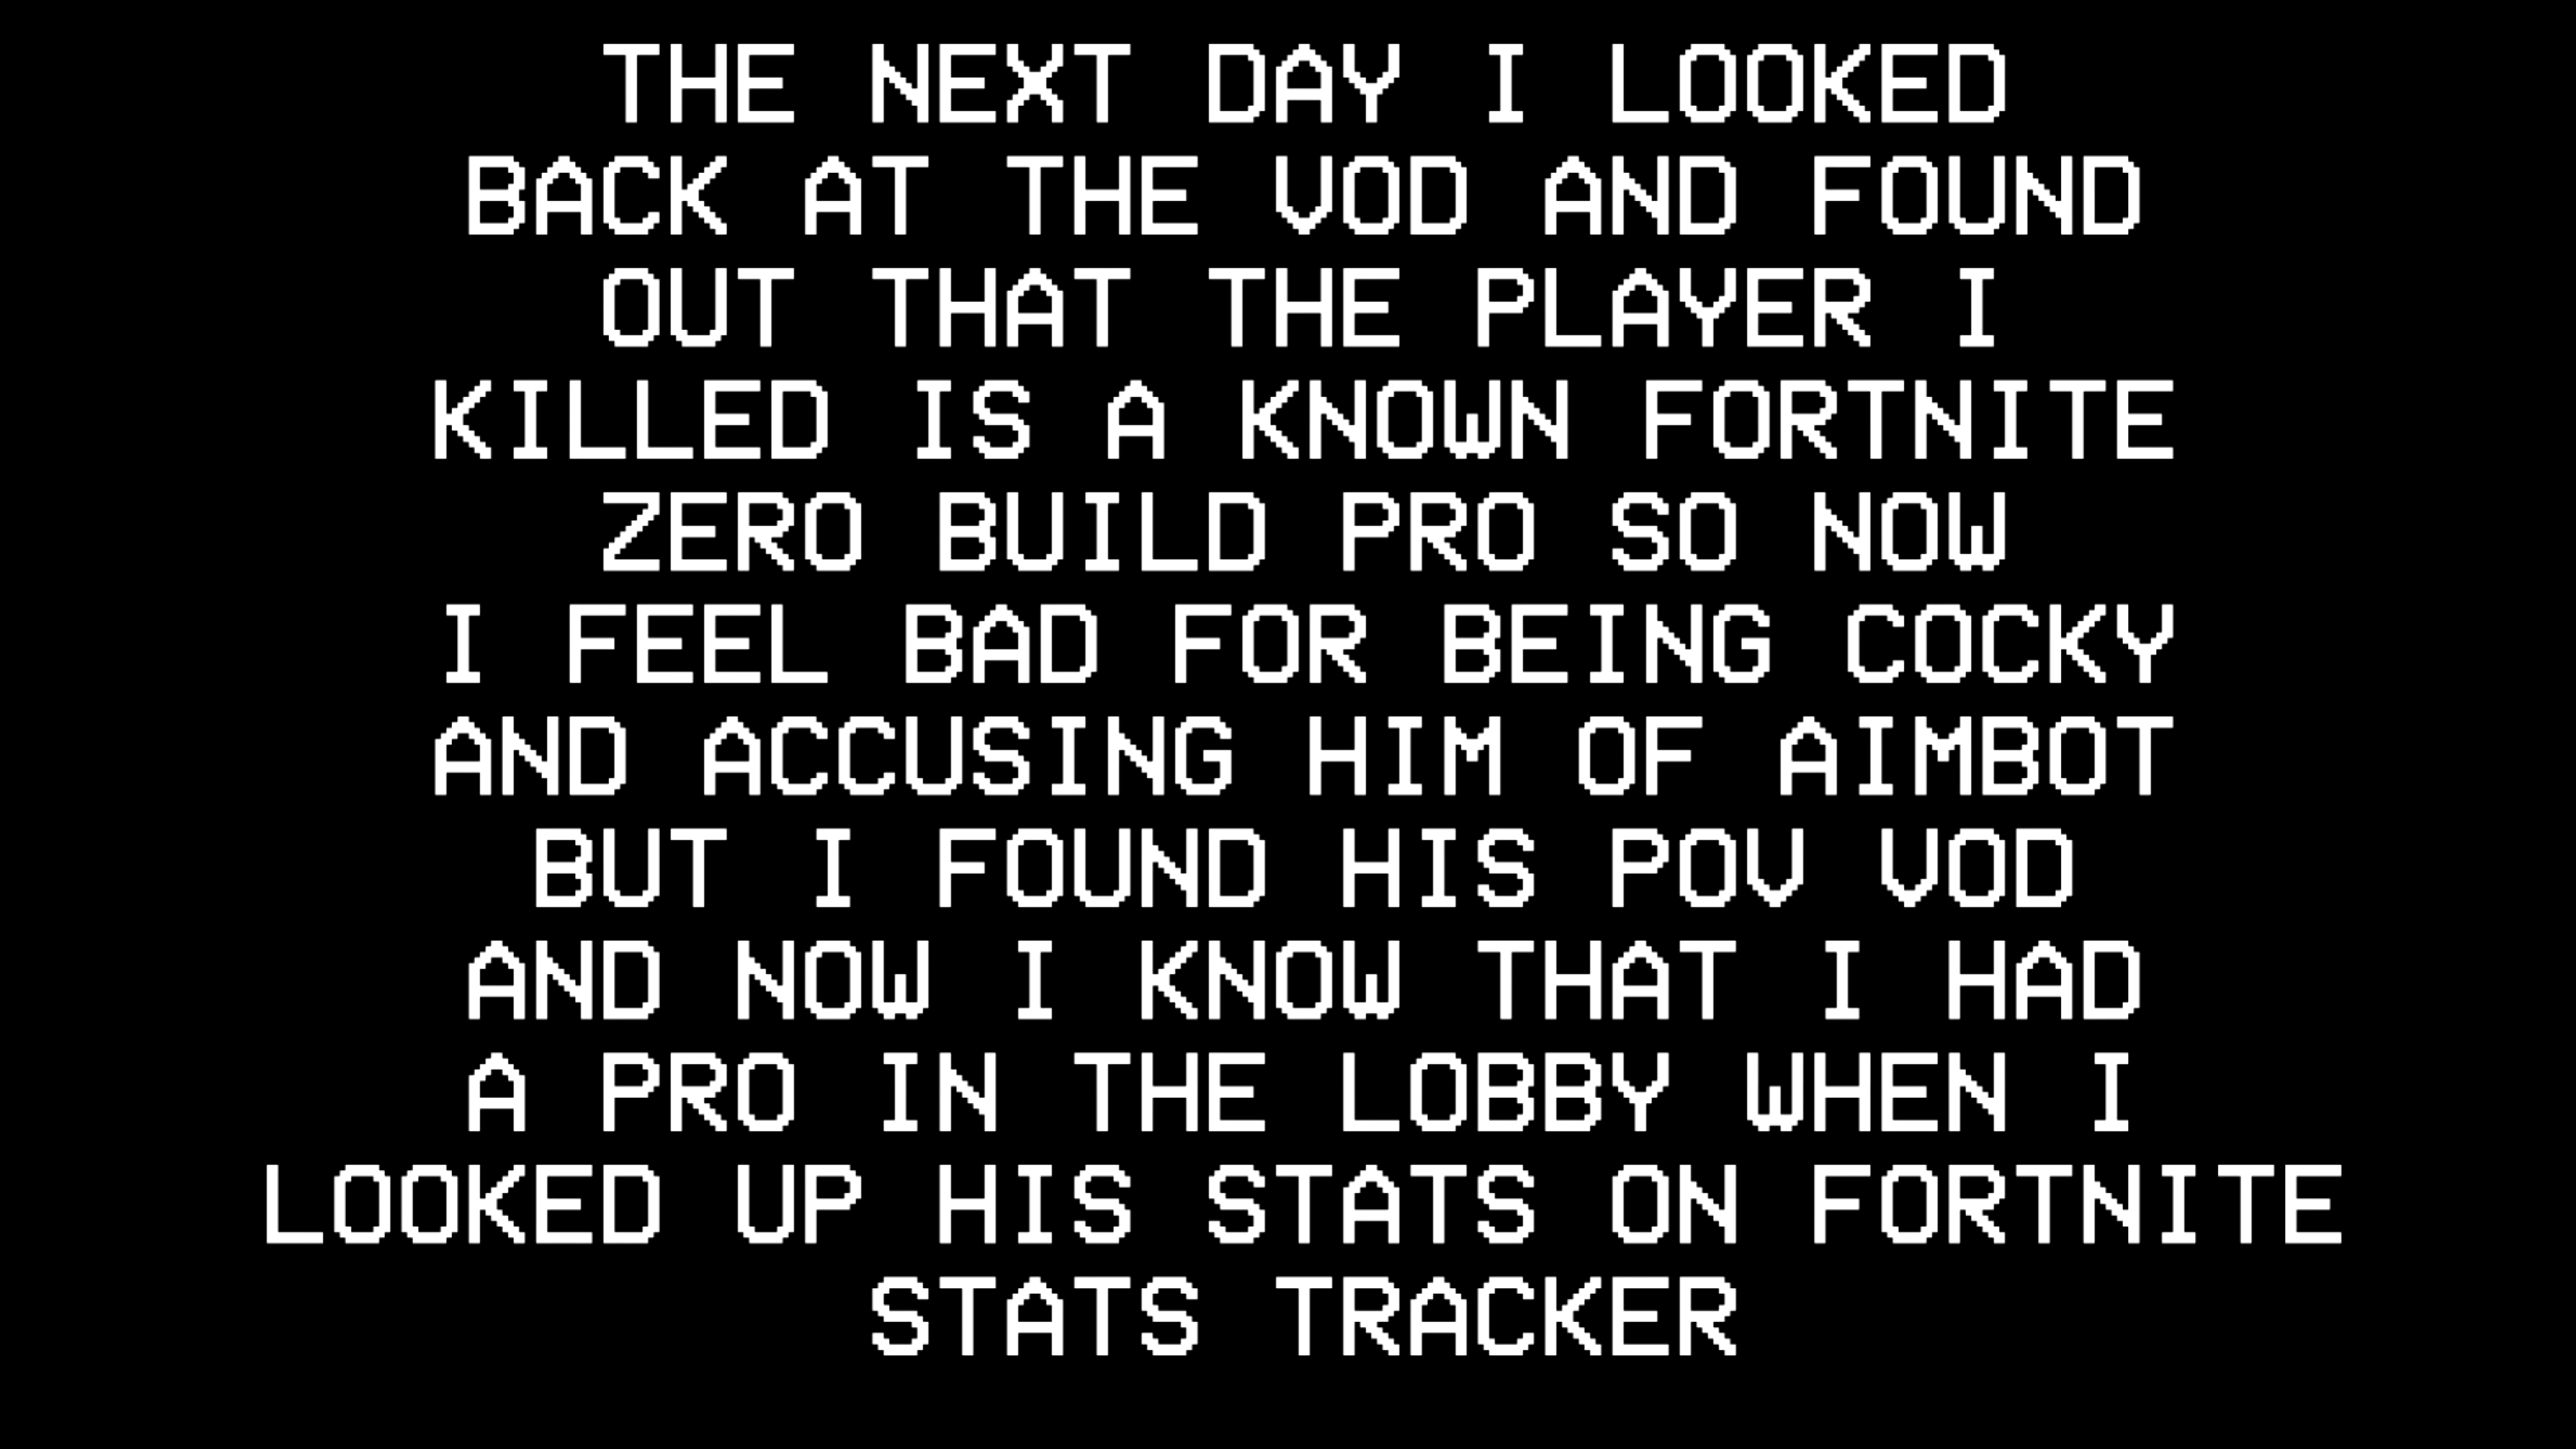 THE NEXT DAY I LOOKED
BACK AT THE VOD AND FOUND
OUT THAT THE PLAYER I
KILLED IS A KNOWN FORTNITE
ZERO BUILD PRO SO NOW
I FEEL BAD FOR BEING COCKY
AND ACCUSING HIM OF AIMBOT
BUT I FOUND HIS POV VOD
AND NOW I KNOW THAT I HAD
A PRO IN THE LOBBY WHEN I
LOOKED UP HIS STATS ON FORTNITE
STATS TRACKER